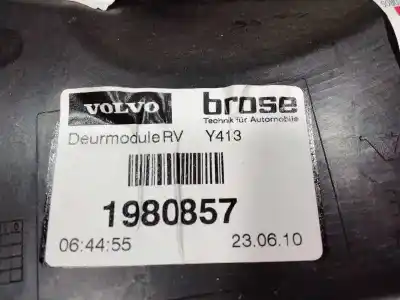 VOLVO brose
Technik für Automobile
Deurmodule RV Y413
1980857
06:44:55 23.06.10